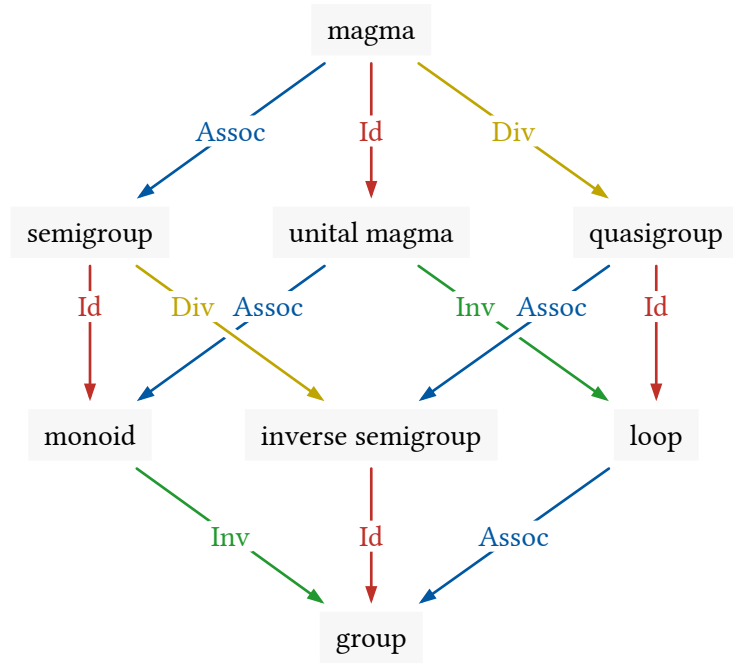 magma
Assoc Id Div
semigroup unital magma quasigroup
Id Div Assoc Inv Assoc Id
monoid inverse semigroup loop
Inv Id Assoc
group